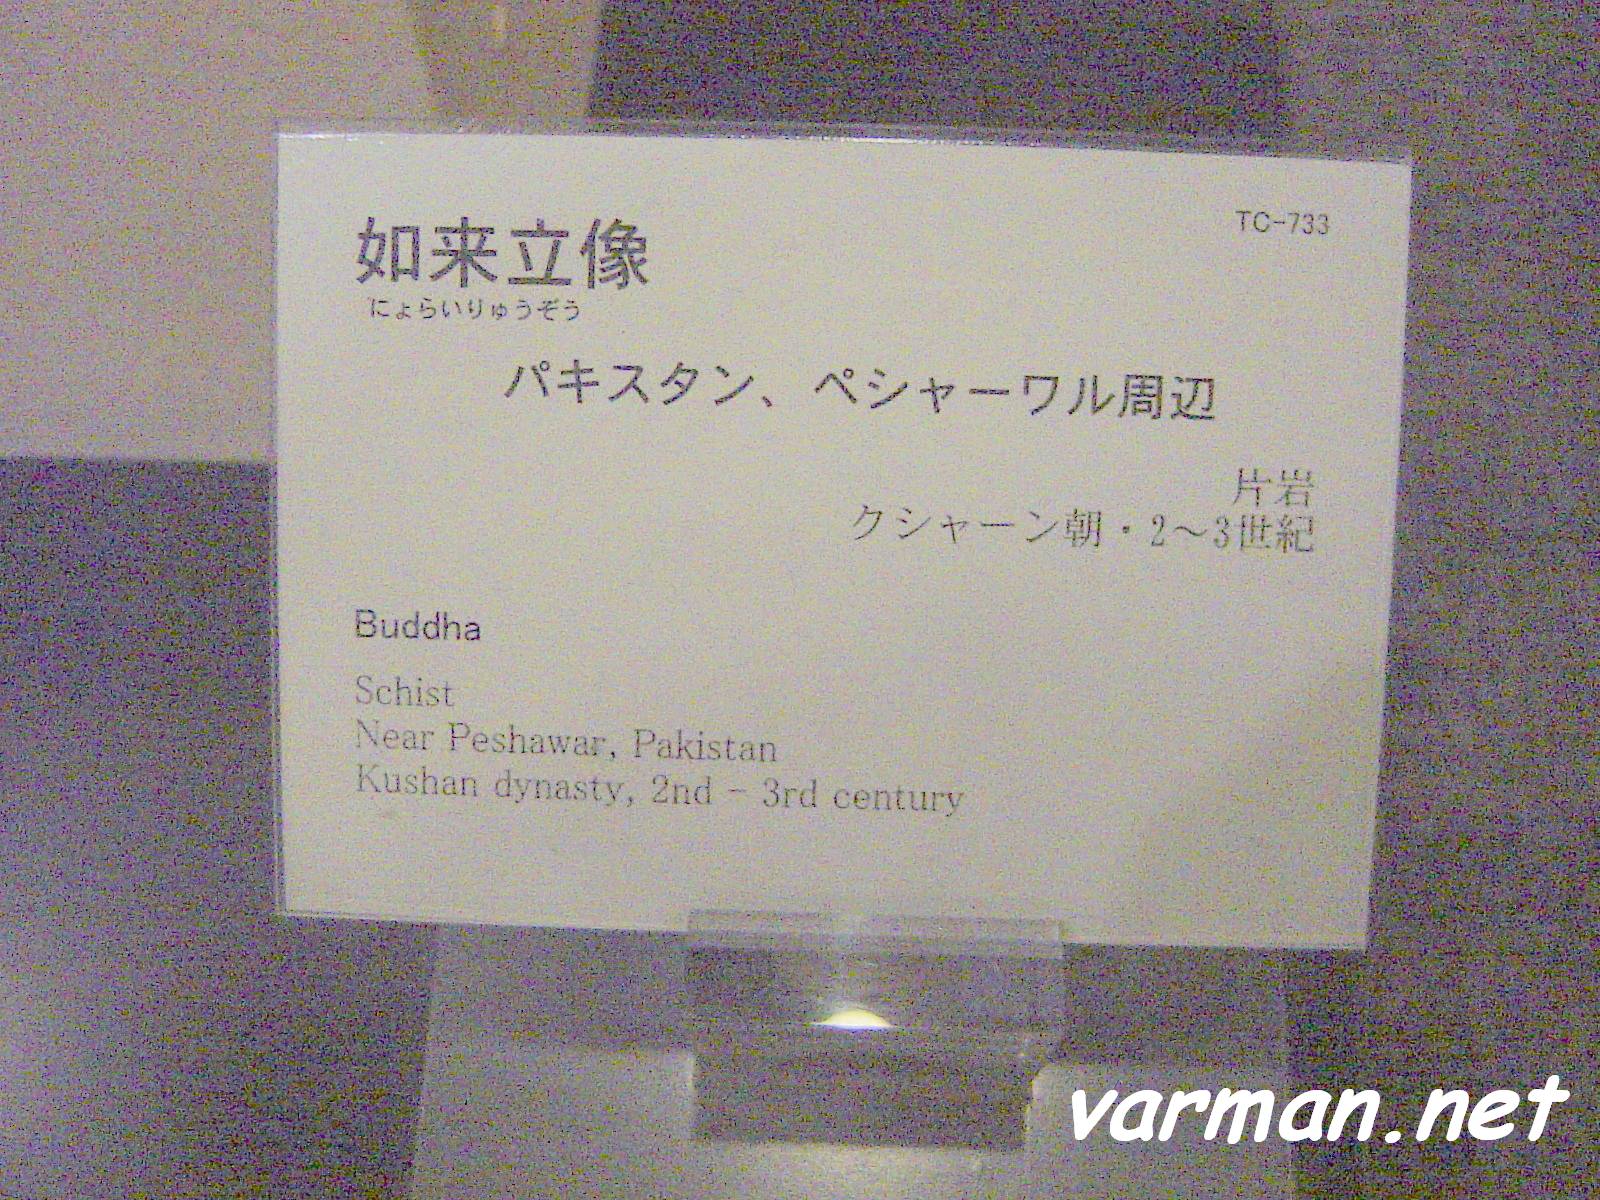 TC-733
如来立像
にょらいりゅうぞう
パキスタン、ペシャーワル周辺
片岩
クシャーン朝・2～3世紀
Buddha
Schist
Near Peshawar, Pakistan
Kushan dynasty, 2nd - 3rd century
varman.net